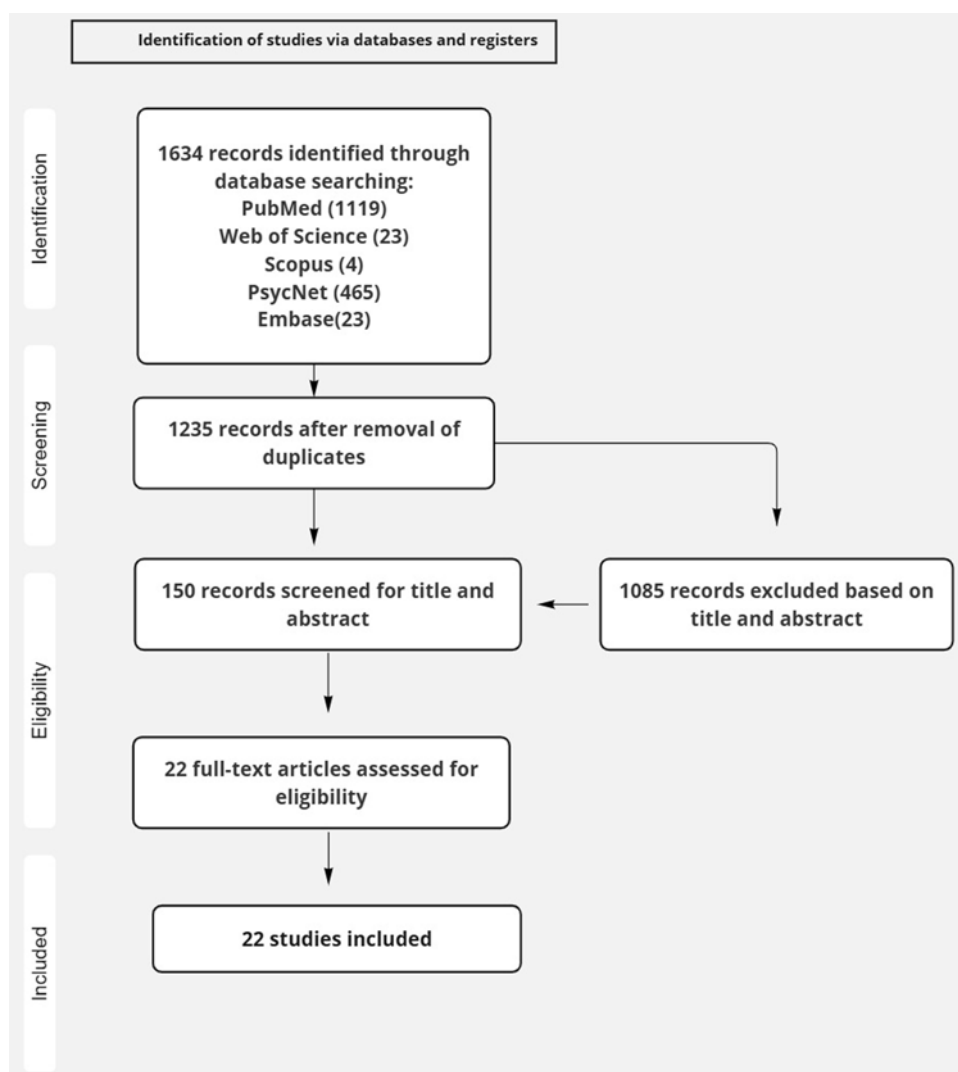 Identification of studies via databases and registers
Identification
1634 records identified through
database searching:
PubMed (1119)
Web of Science (23)
Scopus (4)
PsycNet (465)
Embase(23)
Screening
1235 records after removal of
duplicates
Eligibility
150 records screened for title and
abstract
1085 records excluded based on
title and abstract
22 full-text articles assessed for
eligibility
Included
22 studies included